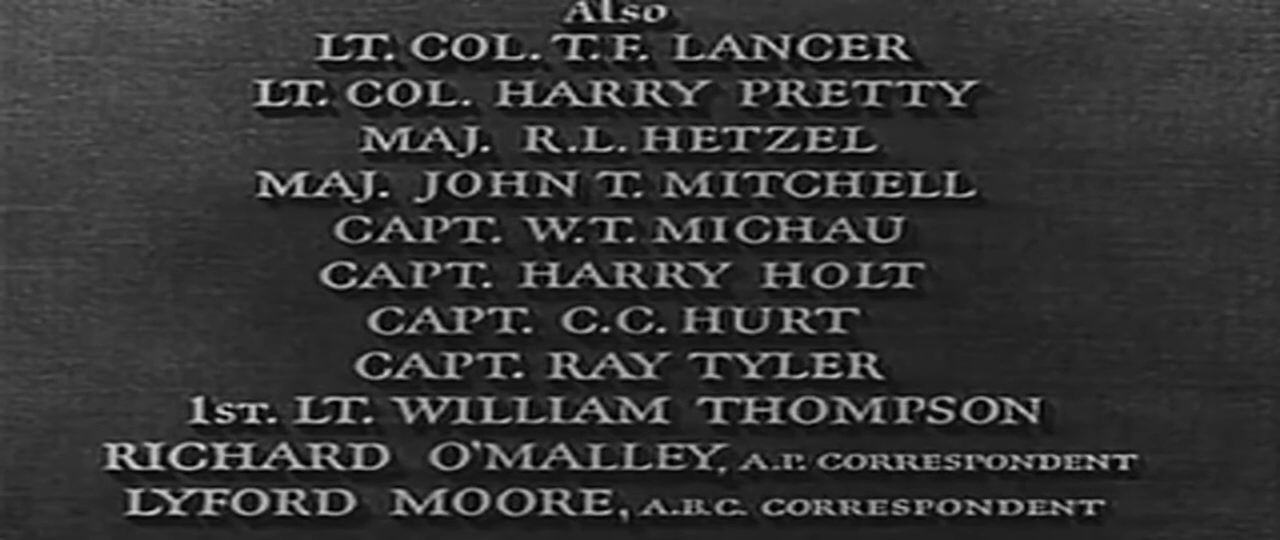 Also
LT. COL. T.F. LANCER
LT. COL. HARRY PRETTY
MAJ. R.L. HETZEL
MAJ. JOHN T. MITCHELL
CAPT. W.T. MICHAU
CAPT. HARRY HOLT
CAPT. C.C. HURT
CAPT. RAY TYLER
1ST. LT. WILLIAM THOMPSON
RICHARD O'MALLEY, A.P. CORRESPONDENT
LYFORD MOORE, A.B.C. CORRESPONDENT